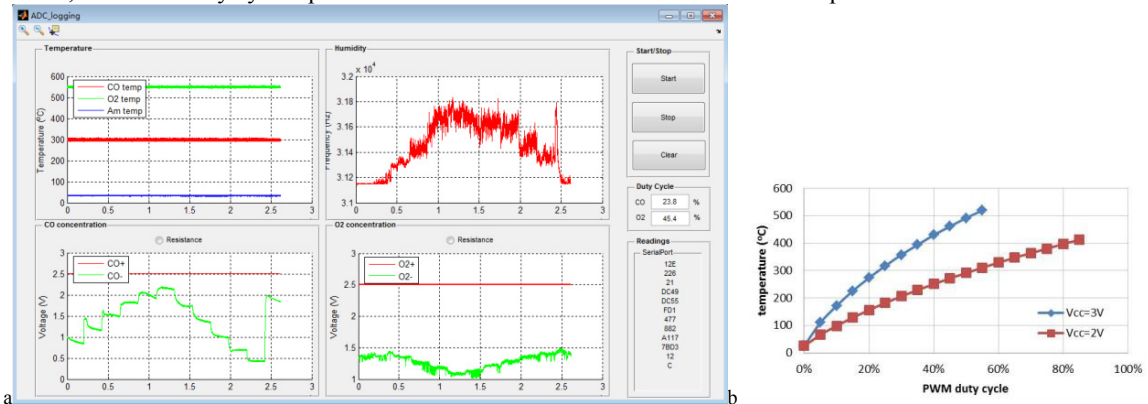 ADC_logging
Temperature
600
500
400
300
200
100
0
Temperature (°C)
CO temp
O2 temp
Am temp
0 0.5 1 1.5 2 2.5 3
Humidity
x 10⁴
3.2
3.18
3.16
3.14
3.12
3.1
Frequency (Hz)
0 0.5 1 1.5 2 2.5 3
Start/Stop
Start
Stop
Clear
Duty Cycle
CO 23.8 %
O2 45.4 %
CO concentration
Resistance
3
2.5
2
1.5
1
0.5
0
Voltage (V)
CO+
CO-
0 0.5 1 1.5 2 2.5 3
O2 concentration
Resistance
3
2.5
2
1.5
1
Voltage (V)
O2+
O2-
0 0.5 1 1.5 2 2.5 3
Readings
SerialPort
12E
226
21
DC49
DC55
FD1
477
882
A117
7BD3
12
C
a
600
500
400
300
200
100
0
temperature (°C)
Vcc=3V
Vcc=2V
0% 20% 40% 60% 80% 100%
PWM duty cycle
b